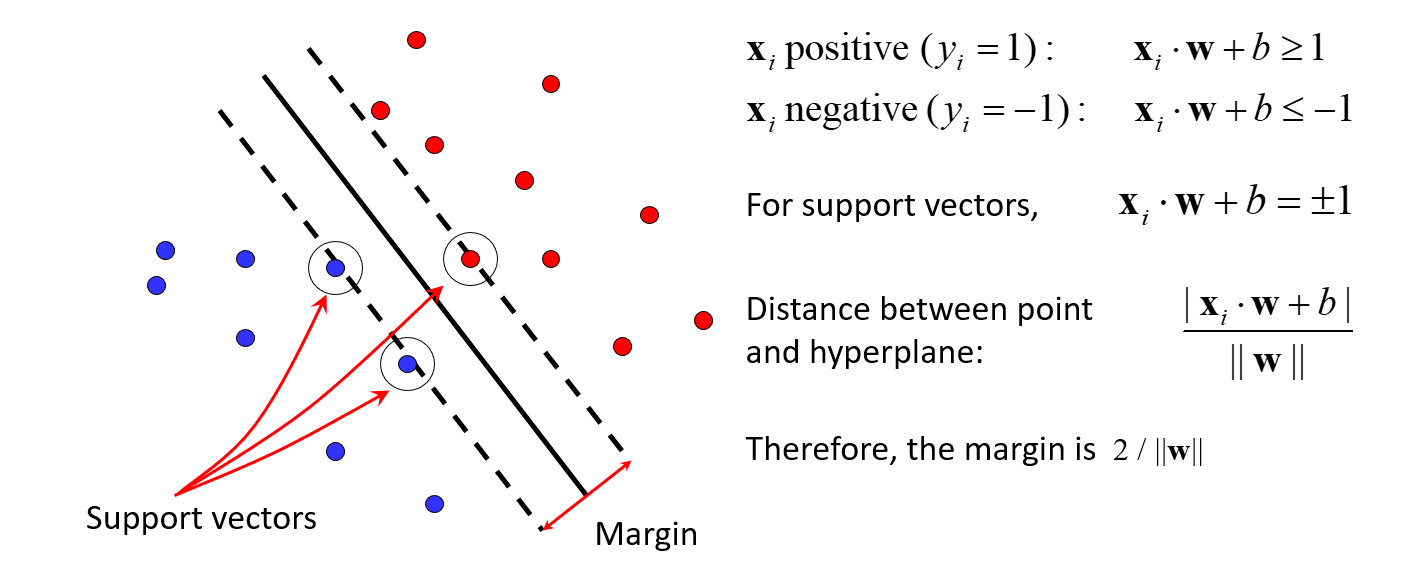 𝐱ᵢ positive (yᵢ = 1): 𝐱ᵢ · 𝐰 + b ≥ 1
𝐱ᵢ negative (yᵢ = −1): 𝐱ᵢ · 𝐰 + b ≤ −1
For support vectors, 𝐱ᵢ · 𝐰 + b = ±1
Distance between point
and hyperplane:
| 𝐱ᵢ · 𝐰 + b |
|| 𝐰 ||
Therefore, the margin is 2 / ||𝐰||
Support vectors
Margin